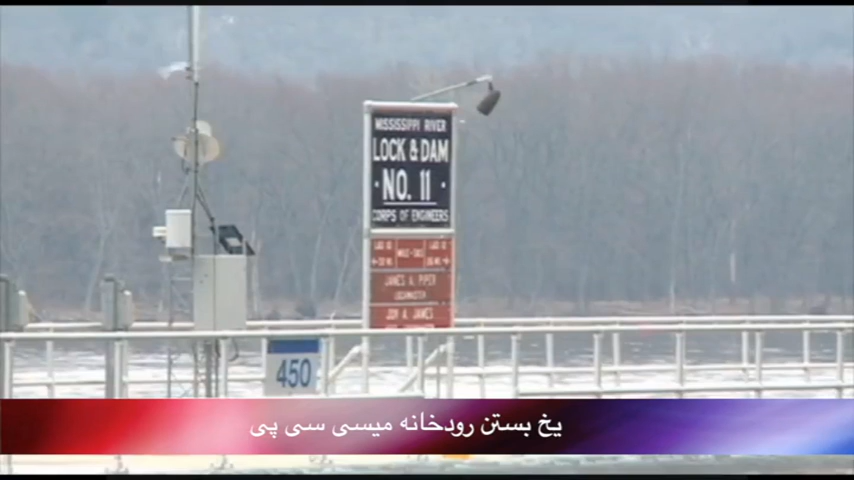 MISSISSIPPI RIVER
LOCK & DAM
· NO. 11 ·
CORPS OF ENGINEERS
JAMES A. PIPER
LOCKMASTER
A. JAMES
450
یخ بستن رودخانه میسی سی پی